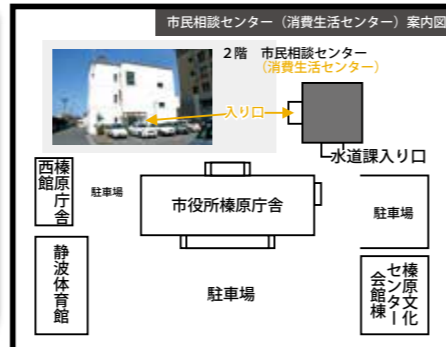 市民相談センター（消費生活センター）案内図
2階　市民相談センター
（消費生活センター）
入り口
水道課入り口
榛原庁舎
西館
駐車場
市役所榛原庁舎
駐車場
静波体育館
駐車場
榛原文化
センター
会館棟